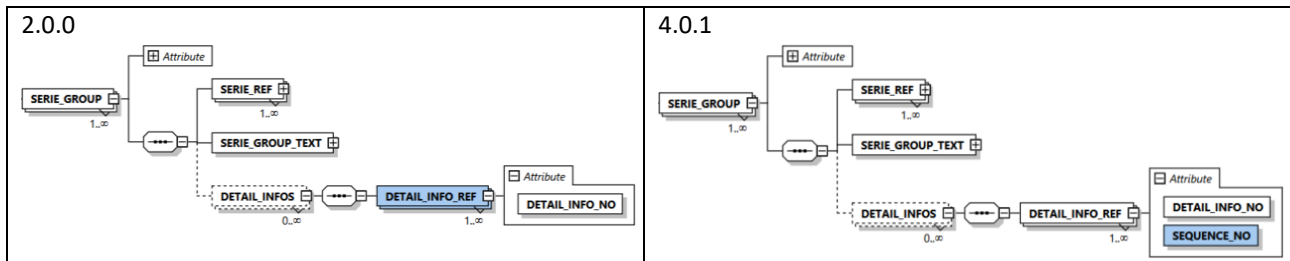 2.0.0
Attribute
SERIE_GROUP
1..∞
SERIE_REF
1..∞
SERIE_GROUP_TEXT
DETAIL_INFOS
0..∞
DETAIL_INFO_REF
1..∞
Attribute
DETAIL_INFO_NO
4.0.1
Attribute
SERIE_GROUP
1..∞
SERIE_REF
1..∞
SERIE_GROUP_TEXT
DETAIL_INFOS
0..∞
DETAIL_INFO_REF
1..∞
Attribute
DETAIL_INFO_NO
SEQUENCE_NO